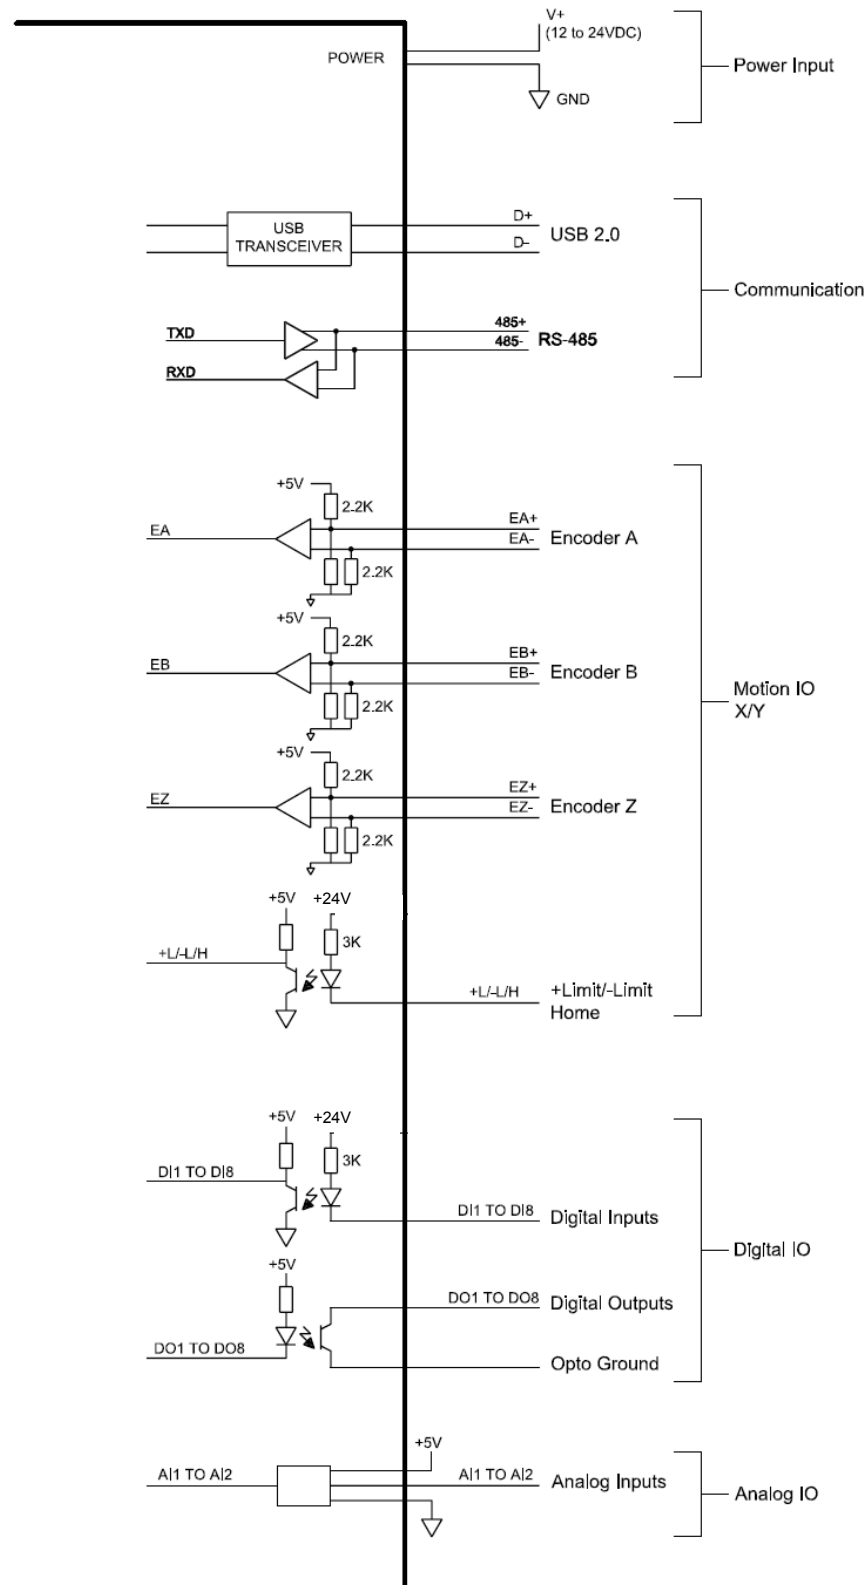 V+
(12 to 24VDC)
POWER
Power Input
GND
D+
USB
TRANSCEIVER
USB 2.0
D-
Communication
TXD
485+
485-
RS-485
RXD
+5V
2.2K
EA
EA+
EA-
Encoder A
2.2K
+5V
2.2K
EB
EB+
EB-
Encoder B
2.2K
Motion IO
X/Y
+5V
2.2K
EZ
EZ+
EZ-
Encoder Z
2.2K
+5V
+24V
3K
+L/-L/H
+L/-L/H
+Limit/-Limit
Home
+5V
+24V
3K
DI1 TO DI8
DI1 TO DI8
Digital Inputs
Digital IO
+5V
DO1 TO DO8
Digital Outputs
DO1 TO DO8
Opto Ground
+5V
AI1 TO AI2
AI1 TO AI2
Analog Inputs
Analog IO